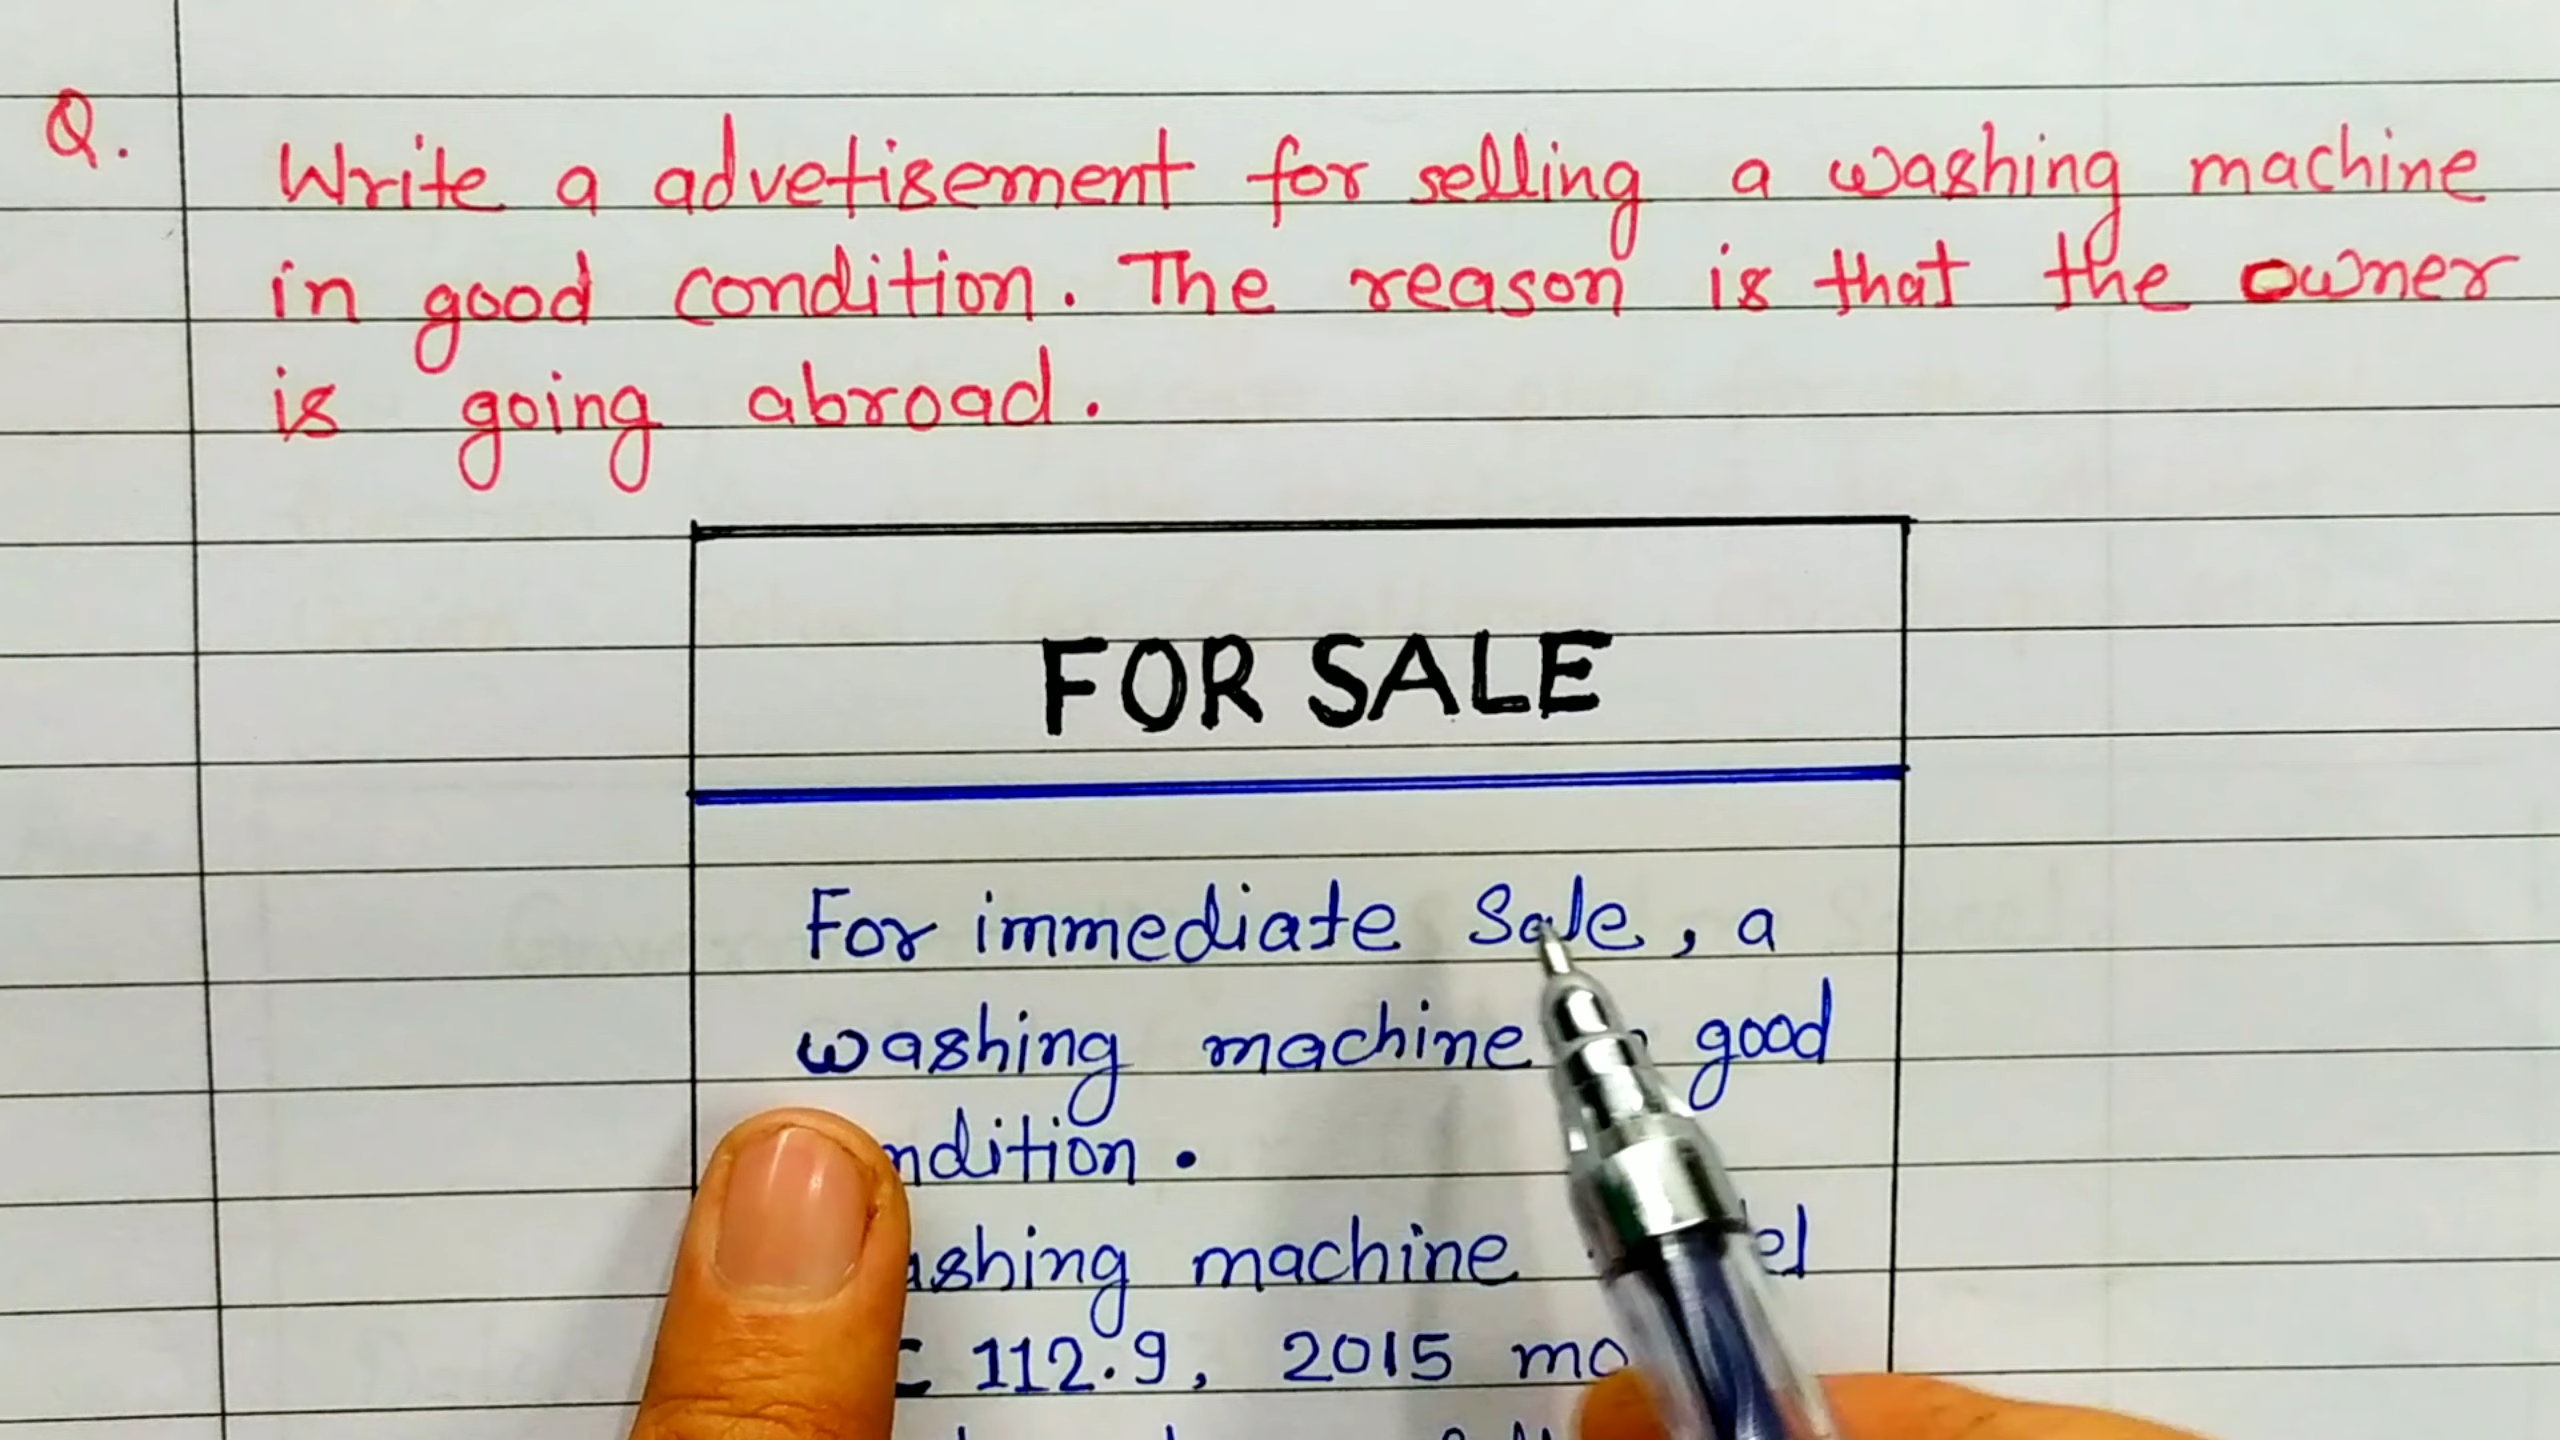 Q.
Write a advetisement for selling a washing machine
in good condition. The reason is that the owner
is going abroad.
FOR SALE
For immediate Sale, a
washing machine good
ndition.
ashing machine
112.9, 2015